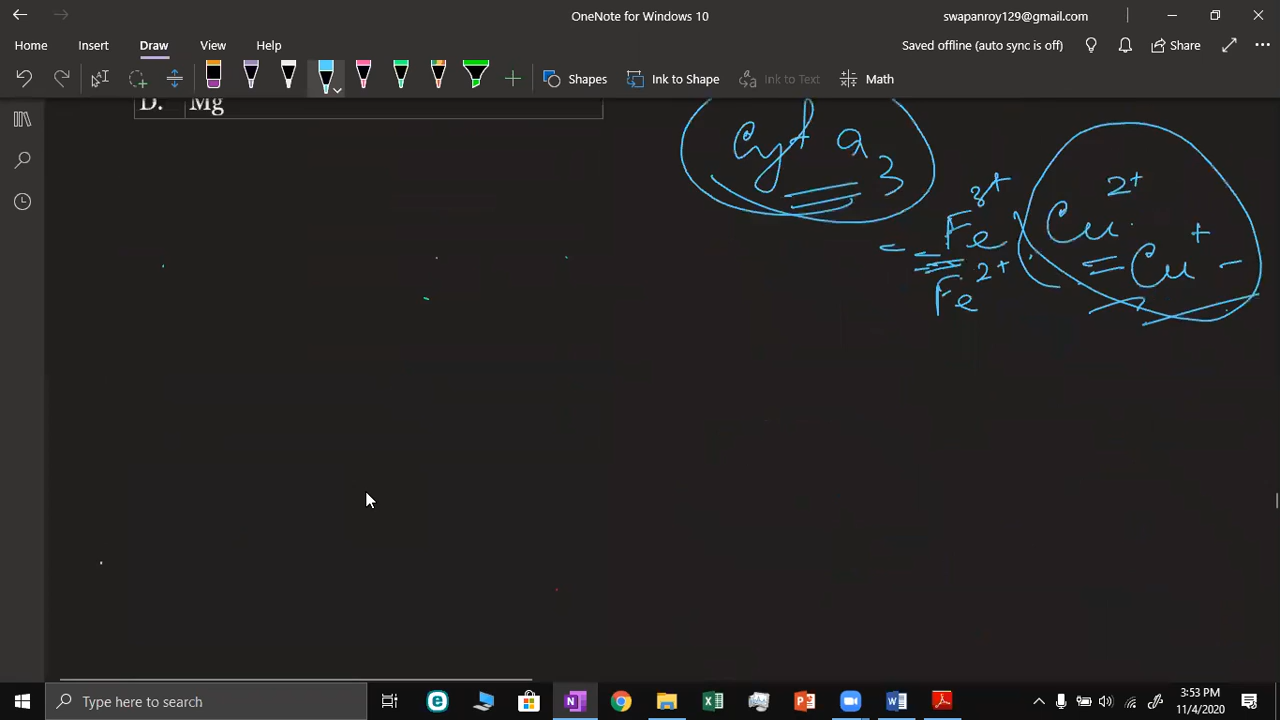 OneNote for Windows 10
swapanroy129@gmail.com
Home Insert Draw View Help
Saved offline (auto sync is off)
Share
Shapes
Ink to Shape
Ink to Text
Math
D. Mg
Cyt a3
Fe3+ Cu2+
Fe2+ = Cu+
Type here to search
3:53 PM
11/4/2020